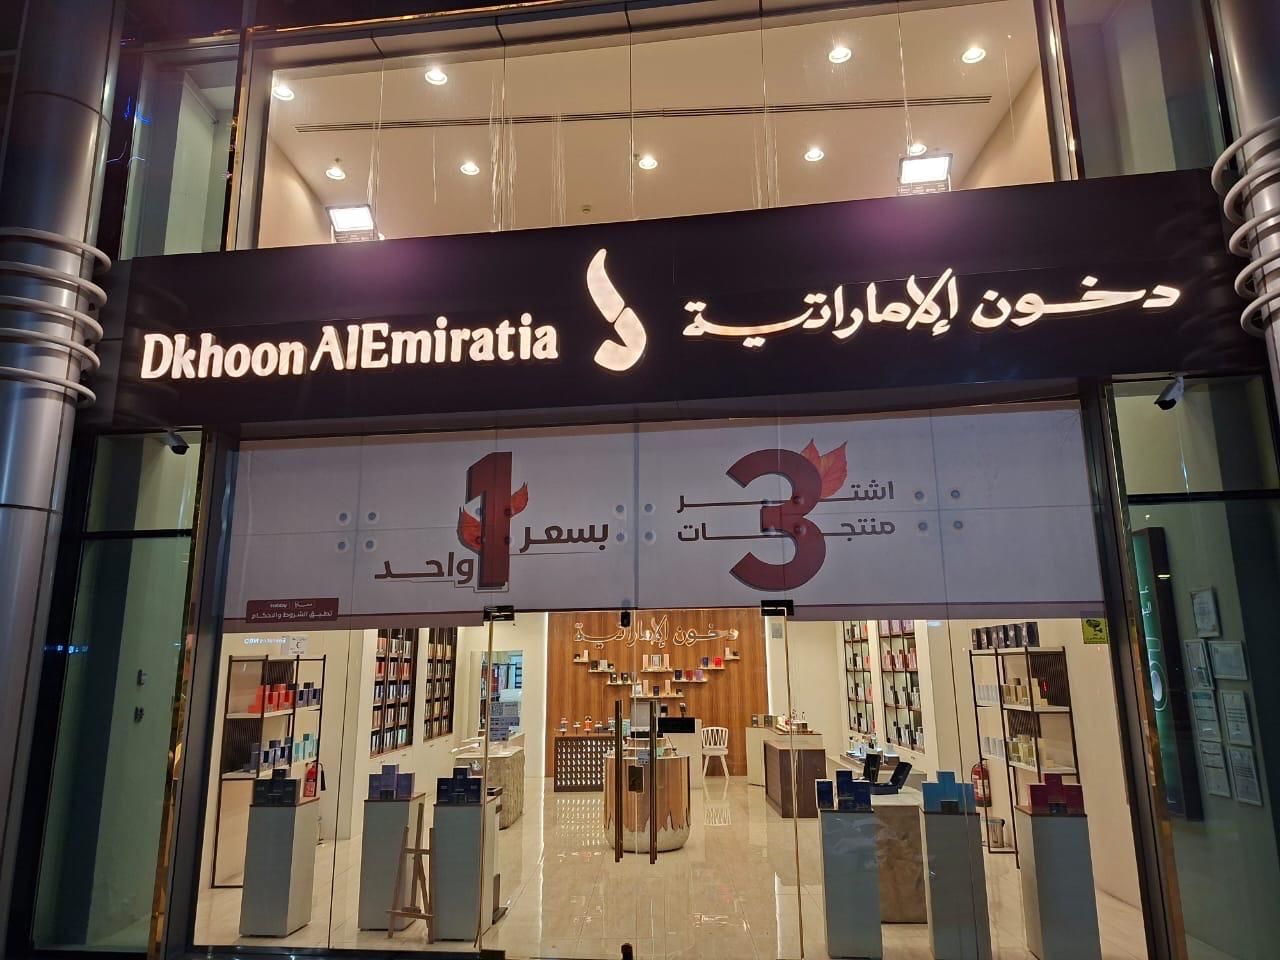 Dkhoon AlEmiratia
دخون الإماراتية
اشتر 3
منتجات
بسعر 1
واحد
تطبق الشروط والأحكام
دخون الإماراتية